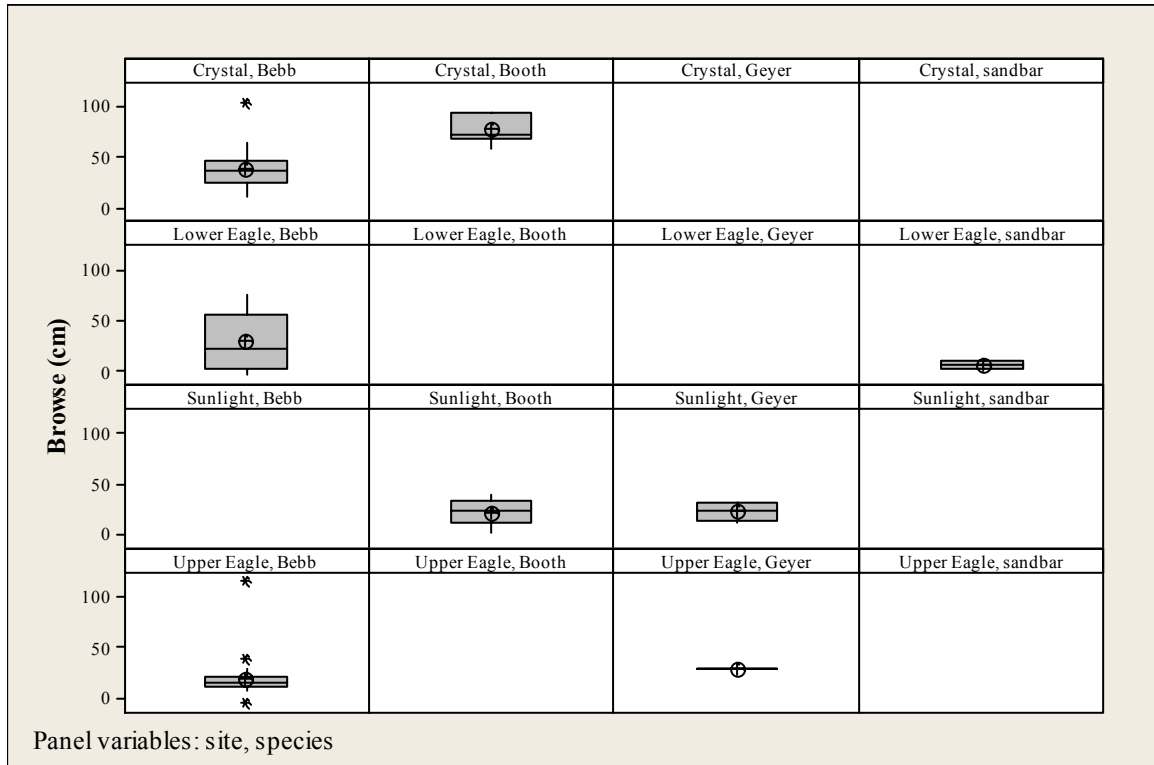 Crystal, Bebb Crystal, Booth Crystal, Geyer Crystal, sandbar
100
50
0
Lower Eagle, Bebb Lower Eagle, Booth Lower Eagle, Geyer Lower Eagle, sandbar
100
50
0
Sunlight, Bebb Sunlight, Booth Sunlight, Geyer Sunlight, sandbar
100
50
0
Upper Eagle, Bebb Upper Eagle, Booth Upper Eagle, Geyer Upper Eagle, sandbar
100
50
0
Browse (cm)
Panel variables: site, species